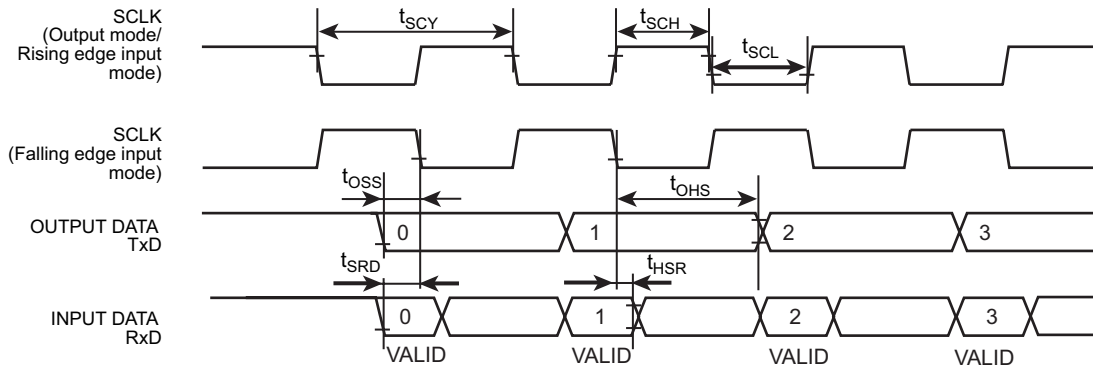 SCLK
(Output mode/
Rising edge input
mode)
tSCY
tSCH
tSCL
SCLK
(Falling edge input
mode)
tOSS
tOHS
OUTPUT DATA
TxD
0
1
2
3
tSRD
tHSR
INPUT DATA
RxD
0
1
2
3
VALID
VALID
VALID
VALID